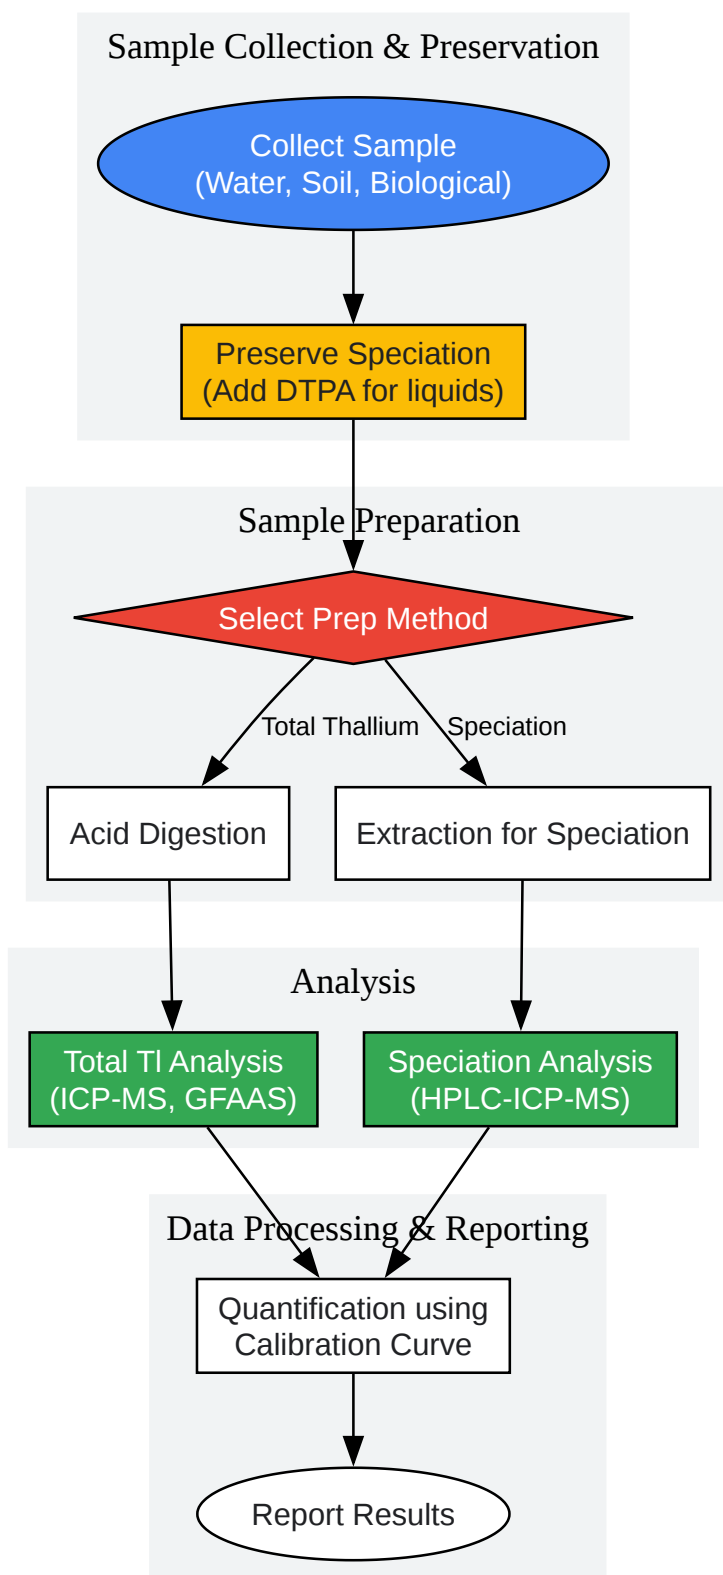 Sample Collection & Preservation
Collect Sample
(Water, Soil, Biological)
Preserve Speciation
(Add DTPA for liquids)
Sample Preparation
Select Prep Method
Total Thallium
Speciation
Acid Digestion
Extraction for Speciation
Analysis
Total Tl Analysis
(ICP-MS, GFAAS)
Speciation Analysis
(HPLC-ICP-MS)
Data Processing & Reporting
Quantification using
Calibration Curve
Report Results